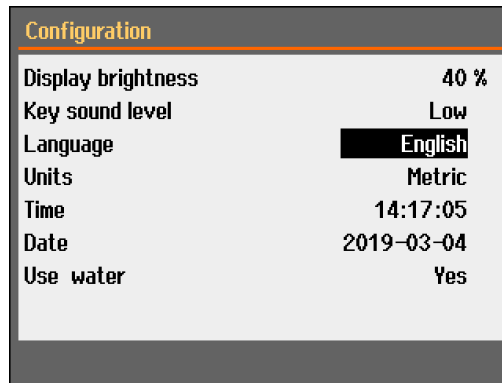 Configuration
Display brightness 40 %
Key sound level Low
Language English
Units Metric
Time 14:17:05
Date 2019-03-04
Use water Yes